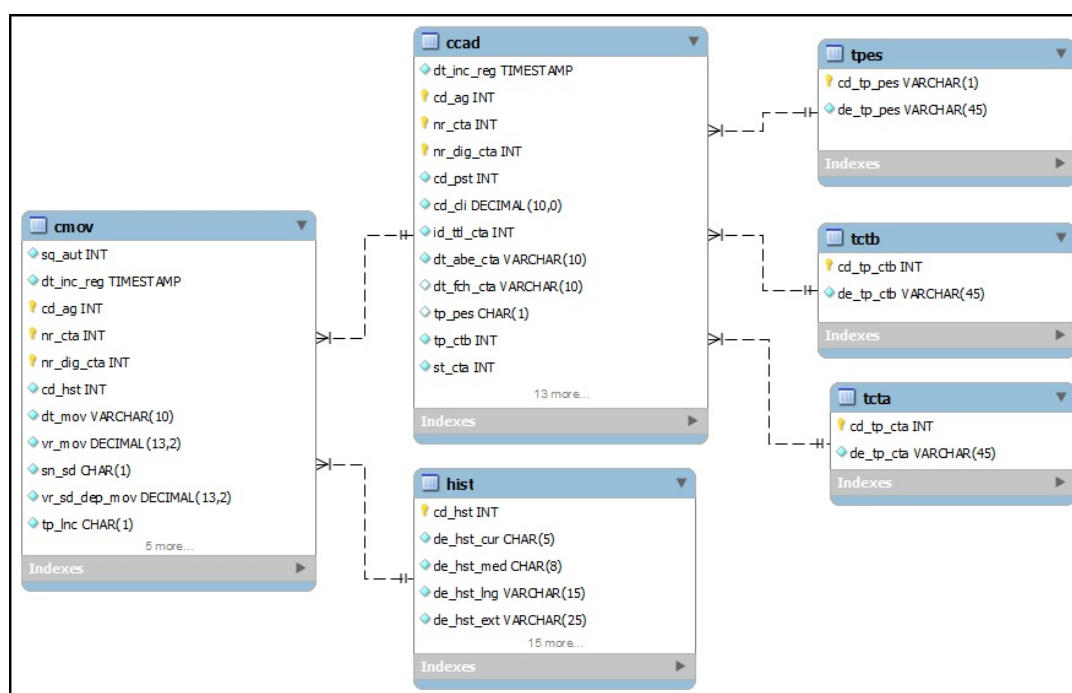 ccad
dt_inc_reg TIMESTAMP
cd_ag INT
nr_cta INT
nr_dig_cta INT
cd_pst INT
cd_cli DECIMAL(10,0)
id_ttl_cta INT
dt_abe_cta VARCHAR(10)
dt_fch_cta VARCHAR(10)
tp_pes CHAR(1)
tp_ctb INT
st_cta INT
13 more...
Indexes
tpes
cd_tp_pes VARCHAR(1)
de_tp_pes VARCHAR(45)
Indexes
cmov
sq_aut INT
dt_inc_reg TIMESTAMP
cd_ag INT
nr_cta INT
nr_dig_cta INT
cd_hst INT
dt_mov VARCHAR(10)
vr_mov DECIMAL(13,2)
sn_sd CHAR(1)
vr_sd_dep_mov DECIMAL(13,2)
tp_lnc CHAR(1)
5 more...
Indexes
tctb
cd_tp_ctb INT
de_tp_ctb VARCHAR(45)
Indexes
tcta
cd_tp_cta INT
de_tp_cta VARCHAR(45)
Indexes
hist
cd_hst INT
de_hst_cur CHAR(5)
de_hst_med CHAR(8)
de_hst_lng VARCHAR(15)
de_hst_ext VARCHAR(25)
15 more...
Indexes